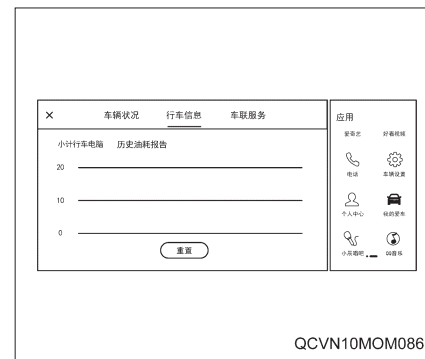 × 车辆状况 行车信息 车联服务
小计行车电脑 历史油耗报告
20
10
0
重置
应用
爱奇艺 好看视频
电话 车辆设置
个人中心 我的爱车
小辰唱吧 QQ音乐
QCVN10MOM086